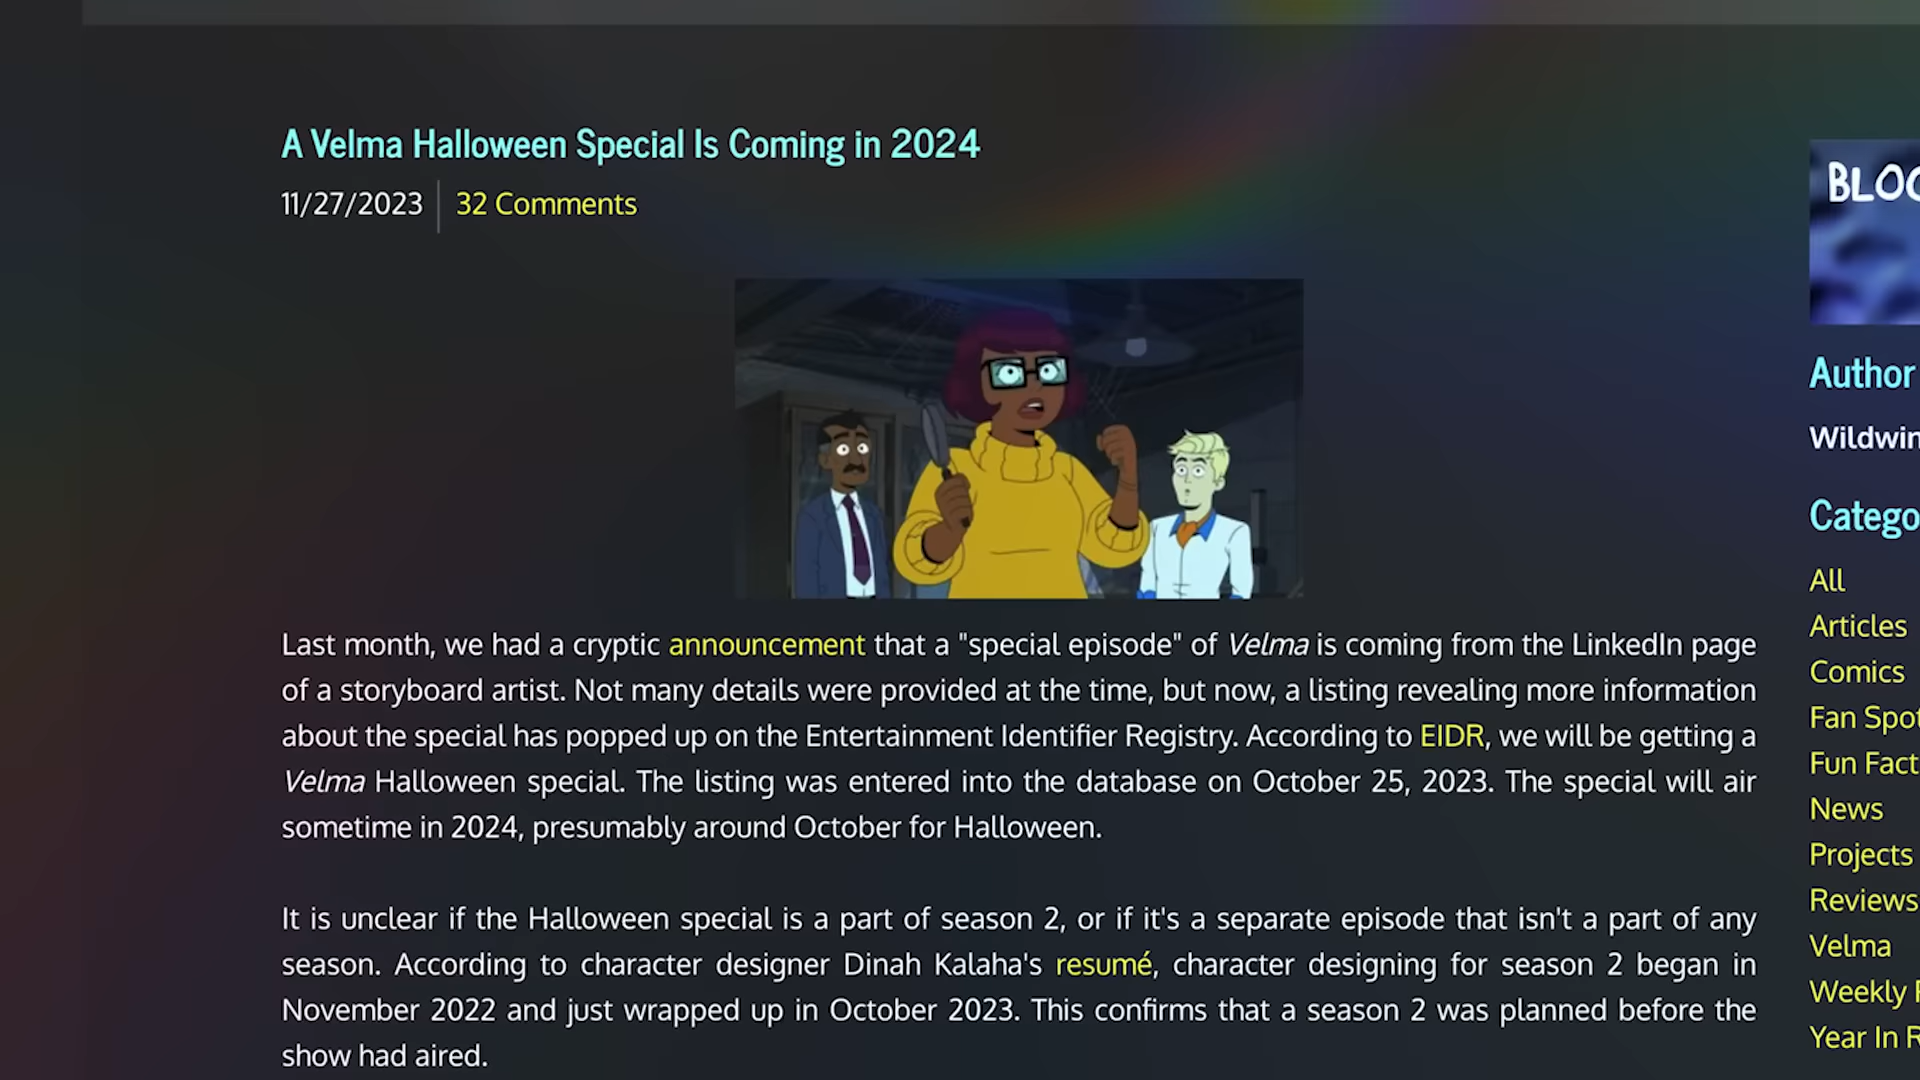 A Velma Halloween Special Is Coming in 2024
11/27/2023 32 Comments
Last month, we had a cryptic announcement that a "special episode" of Velma is coming from the LinkedIn page
of a storyboard artist. Not many details were provided at the time, but now, a listing revealing more information
about the special has popped up on the Entertainment Identifier Registry. According to EIDR, we will be getting a
Velma Halloween special. The listing was entered into the database on October 25, 2023. The special will air
sometime in 2024, presumably around October for Halloween.
It is unclear if the Halloween special is a part of season 2, or if it's a separate episode that isn't a part of any
season. According to character designer Dinah Kalaha's resumé, character designing for season 2 began in
November 2022 and just wrapped up in October 2023. This confirms that a season 2 was planned before the
show had aired.
Author
All
Articles
Comics
Fan
Fun
News
Projects
Reviews
Velma
Weekly
Year In